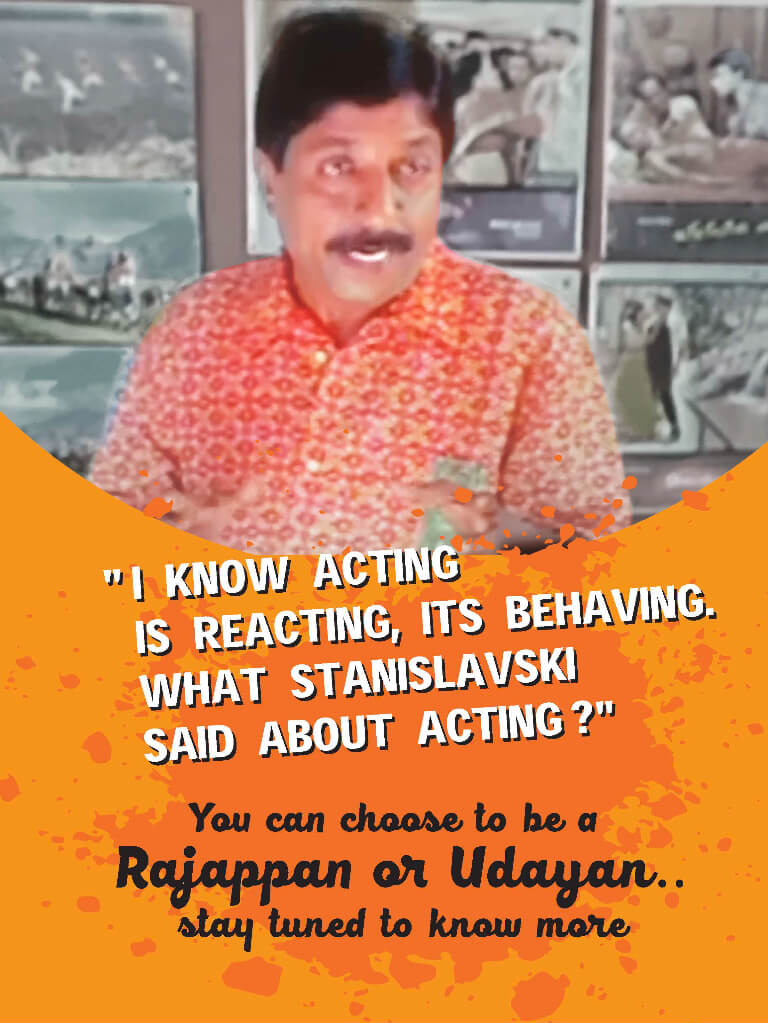 "I KNOW ACTING
IS REACTING, ITS BEHAVING.
WHAT STANISLAVSKI
SAID ABOUT ACTING?"
You can choose to be a
Rajappan or Udayan..
stay tuned to know more